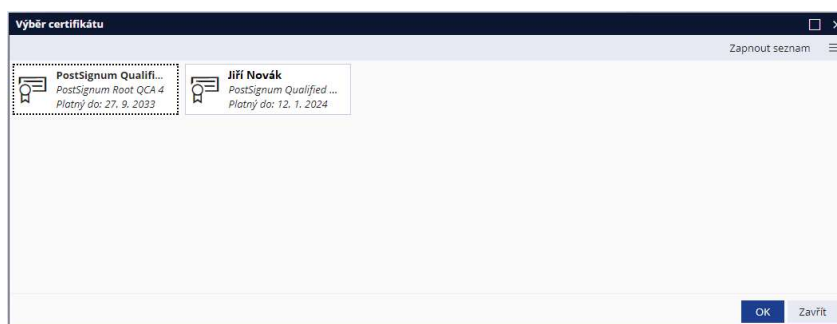 Výběr certifikátu
Zapnout seznam
PostSignum Qualifi...
PostSignum Root QCA 4
Platný do: 27. 9. 2033
Jiří Novák
PostSignum Qualified ...
Platný do: 12. 1. 2024
OK
Zavřít